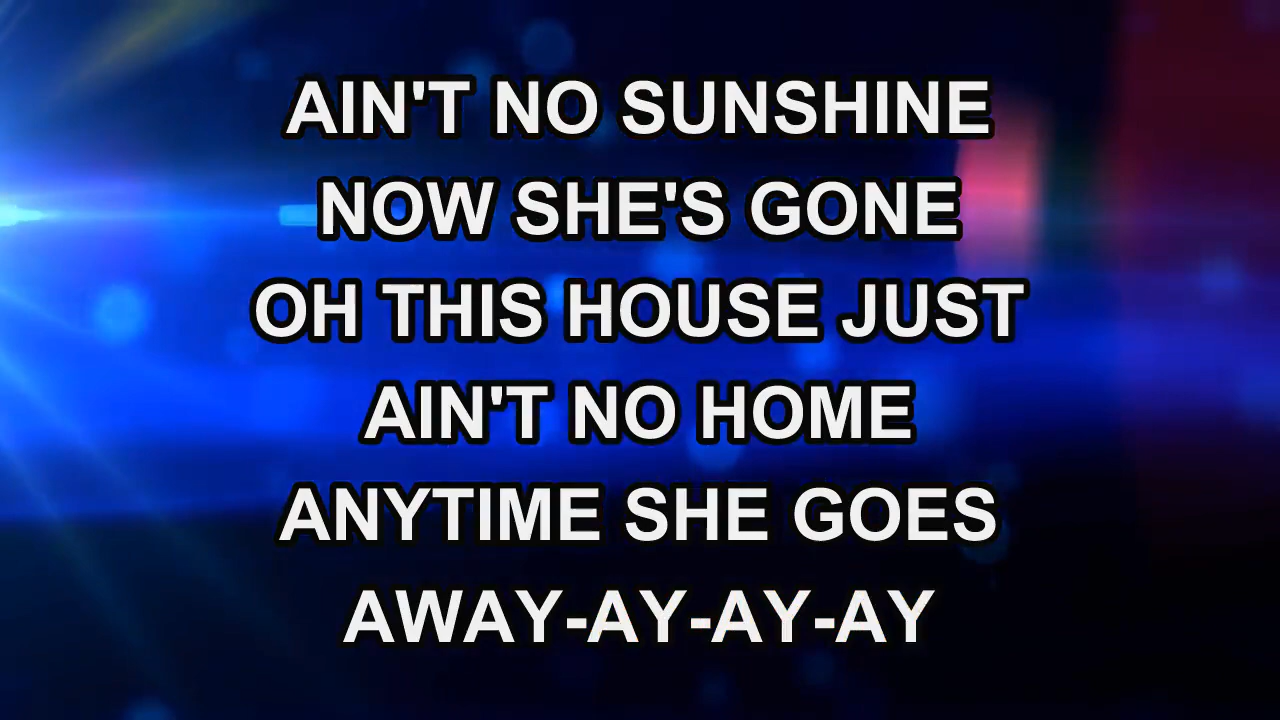 AIN'T NO SUNSHINE
NOW SHE'S GONE
OH THIS HOUSE JUST
AIN'T NO HOME
ANYTIME SHE GOES
AWAY-AY-AY-AY